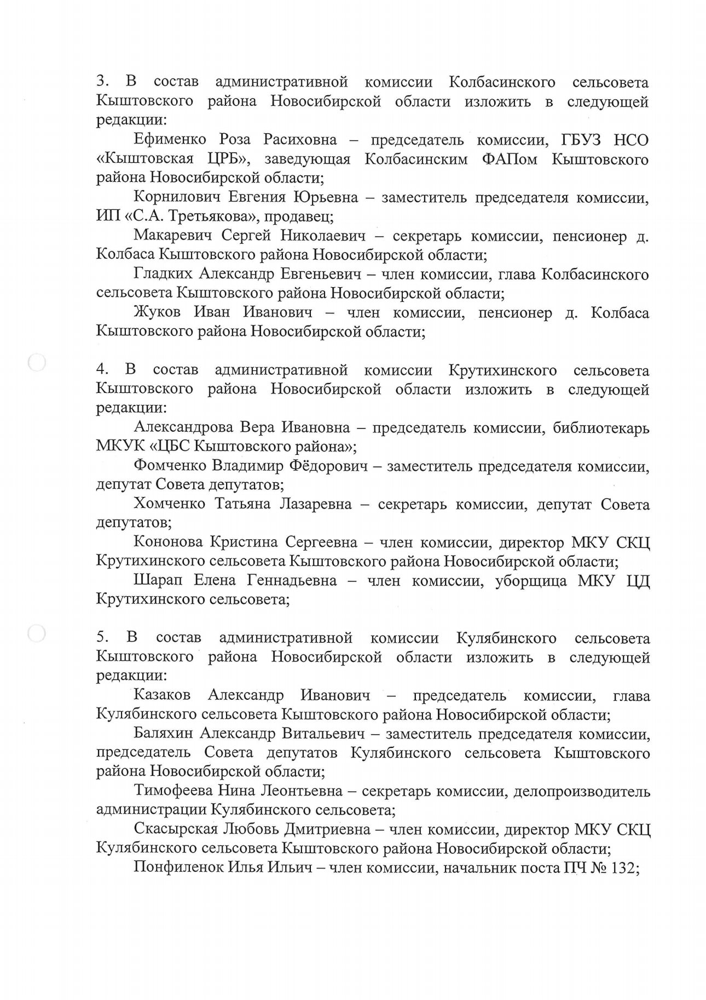 3. В состав административной комиссии Колбасинского сельсовета
Кыштовского района Новосибирской области изложить в следующей
редакции:
Ефименко Роза Расиховна – председатель комиссии, ГБУЗ НСО
«Кыштовская ЦРБ», заведующая Колбасинским ФАПом Кыштовского
района Новосибирской области;
Корнилович Евгения Юрьевна – заместитель председателя комиссии,
ИП «С.А. Третьякова», продавец;
Макаревич Сергей Николаевич – секретарь комиссии, пенсионер д.
Колбаса Кыштовского района Новосибирской области;
Гладких Александр Евгеньевич – член комиссии, глава Колбасинского
сельсовета Кыштовского района Новосибирской области;
Жуков Иван Иванович – член комиссии, пенсионер д. Колбаса
Кыштовского района Новосибирской области;
4. В состав административной комиссии Крутихинского сельсовета
Кыштовского района Новосибирской области изложить в следующей
редакции:
Александрова Вера Ивановна – председатель комиссии, библиотекарь
МКУК «ЦБС Кыштовского района»;
Фомченко Владимир Фёдорович – заместитель председателя комиссии,
депутат Совета депутатов;
Хомченко Татьяна Лазаревна – секретарь комиссии, депутат Совета
депутатов;
Кононова Кристина Сергеевна – член комиссии, директор МКУ СКЦ
Крутихинского сельсовета Кыштовского района Новосибирской области;
Шарап Елена Геннадьевна – член комиссии, уборщица МКУ ЦД
Крутихинского сельсовета;
5. В состав административной комиссии Кулябинского сельсовета
Кыштовского района Новосибирской области изложить в следующей
редакции:
Казаков Александр Иванович – председатель комиссии, глава
Кулябинского сельсовета Кыштовского района Новосибирской области;
Баляхин Александр Витальевич – заместитель председателя комиссии,
председатель Совета депутатов Кулябинского сельсовета Кыштовского
района Новосибирской области;
Тимофеева Нина Леонтьевна – секретарь комиссии, делопроизводитель
администрации Кулябинского сельсовета;
Скасырская Любовь Дмитриевна – член комиссии, директор МКУ СКЦ
Кулябинского сельсовета Кыштовского района Новосибирской области;
Понфиленок Илья Ильич – член комиссии, начальник поста ПЧ № 132;